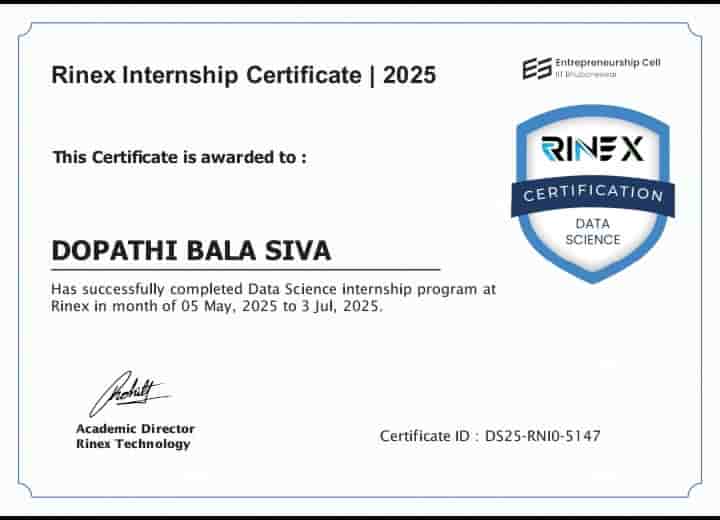 Rinex Internship Certificate | 2025
Entrepreneurship Cell
IIT Bhubaneswar
This Certificate is awarded to :
RINEX
CERTIFICATION
DATA
SCIENCE
DOPATHI BALA SIVA
Has successfully completed Data Science internship program at
Rinex in month of 05 May, 2025 to 3 Jul, 2025.
Academic Director
Rinex Technology
Certificate ID : DS25-RNI0-5147